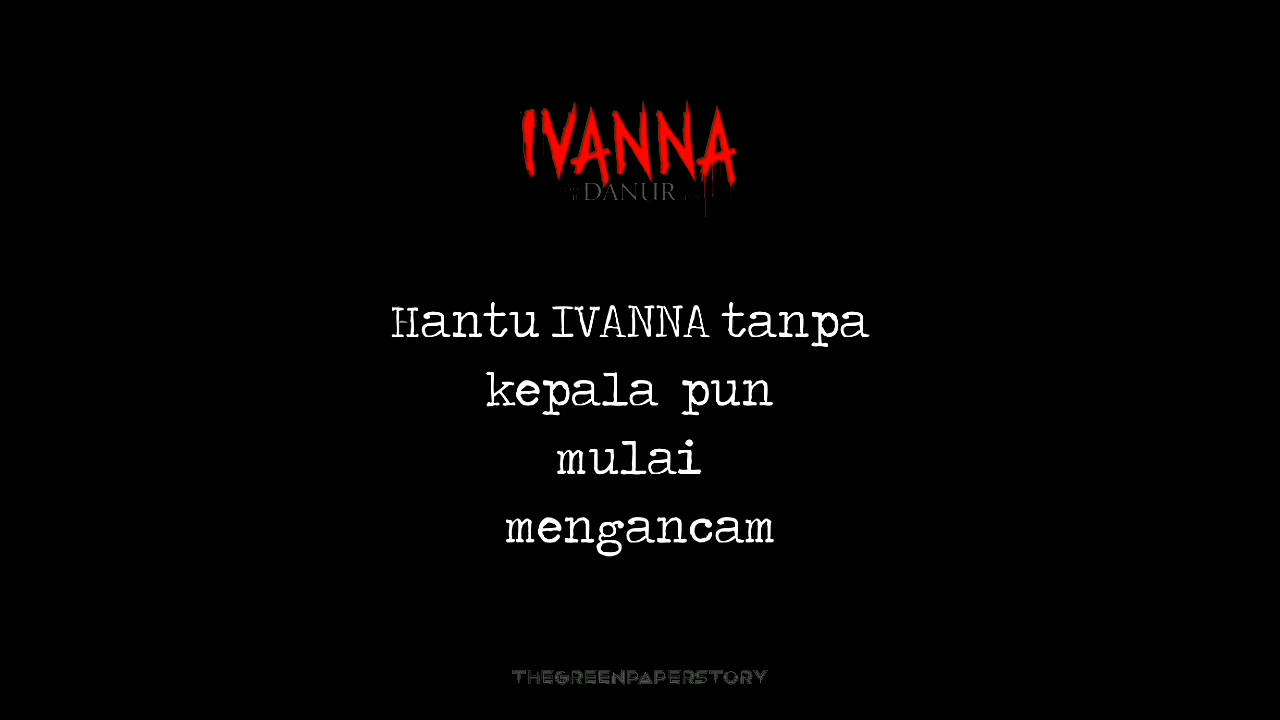 IVANNA
DANUR
Hantu IVANNA tanpa
kepala pun
mulai
mengancam
THEGREENPAPERSTORY